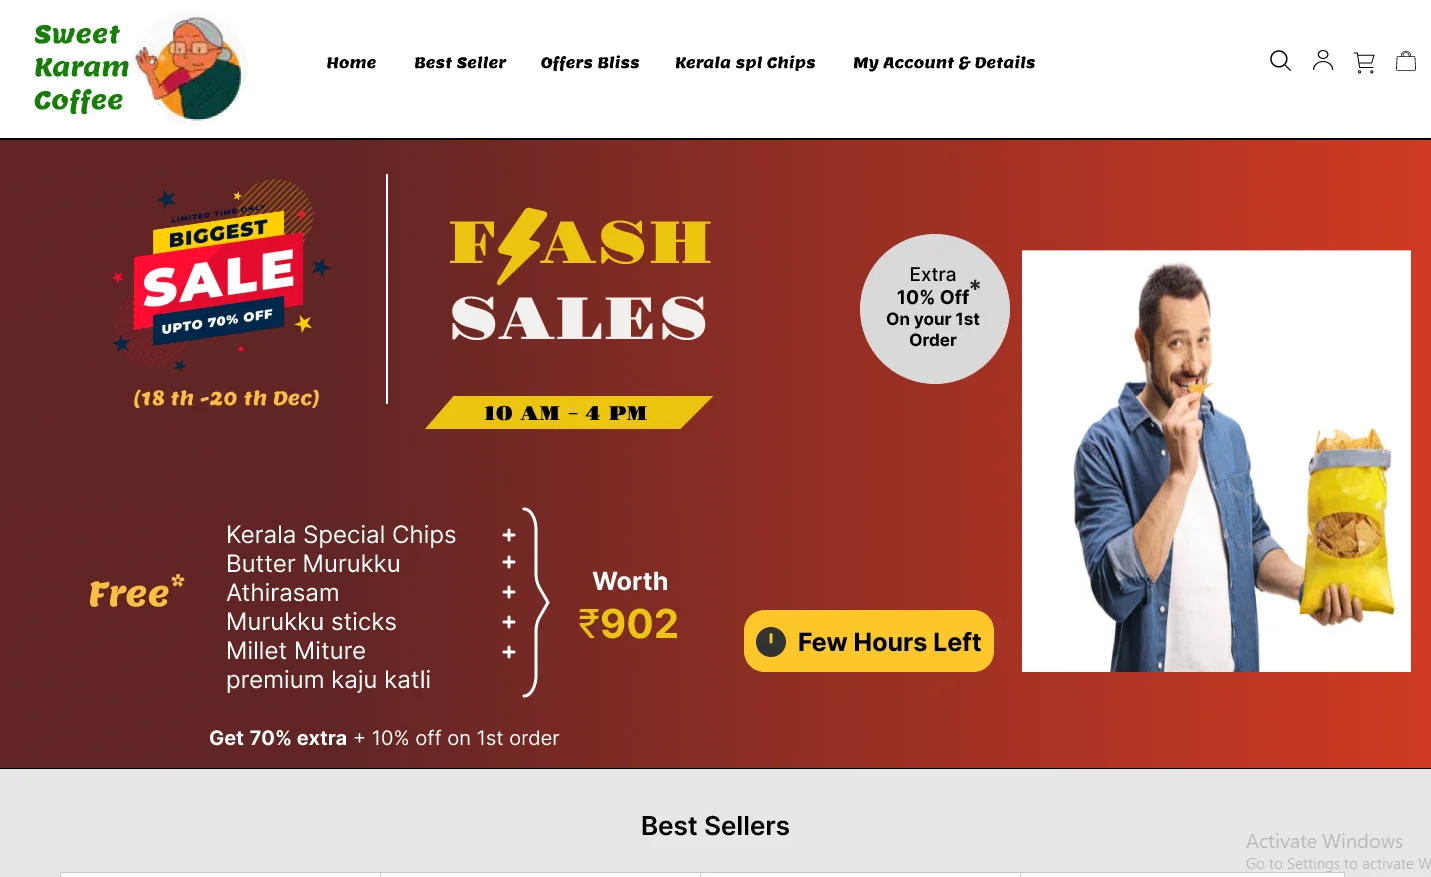 Sweet
Karam
Coffee
Home
Best Seller
Offers Bliss
Kerala spl Chips
My Account & Details
LIMITED TIME ONLY
BIGGEST
SALE
UPTO 70% OFF
(18 th -20 th Dec)
FLASH
SALES
10 AM - 4 PM
Extra
10% Off*
On your 1st
Order
Free*
Kerala Special Chips +
Butter Murukku +
Athirasam +
Murukku sticks +
Millet Miture +
premium kaju katli
Worth
₹902
Few Hours Left
Get 70% extra + 10% off on 1st order
Best Sellers
Activate Windows
Go to Settings to activate W